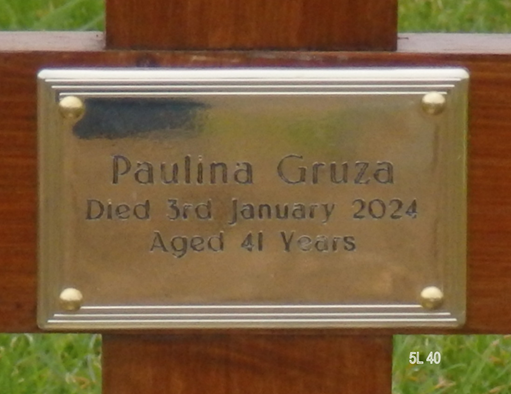 Paulina Gruza
Died 3rd January 2024
Aged 41 Years
5L 40